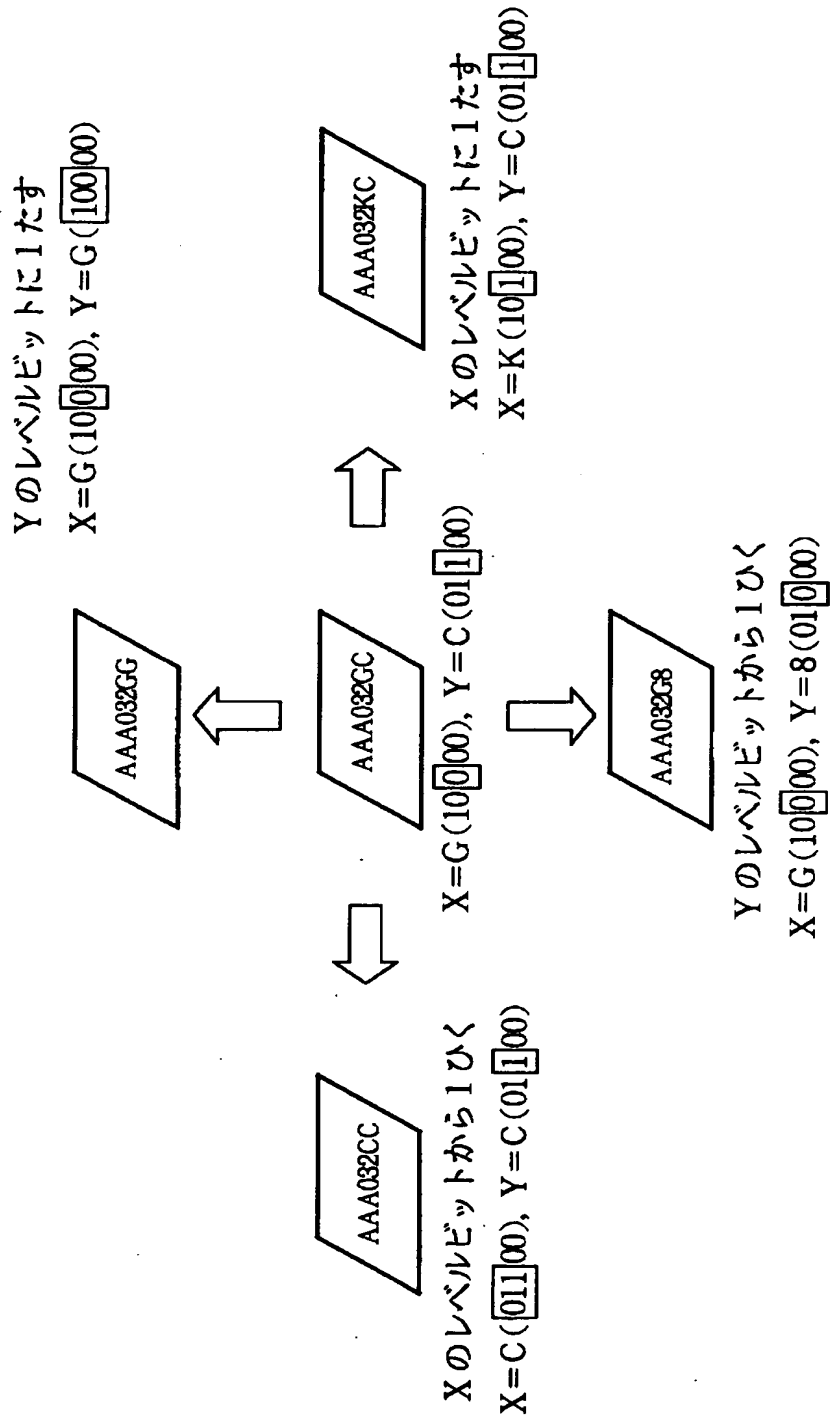 Yのレベルビットに1たす
X=G(10000), Y=G(10000)
AAA032GG
AAA032CC
Xのレベルビットから1ひく
X=C(01100), Y=C(01100)
AAA032GC
X=G(10000), Y=C(01100)
AAA032KC
Xのレベルビットに1たす
X=K(10100), Y=C(01100)
AAA032G8
Yのレベルビットから1ひく
X=G(10000), Y=8(01000)